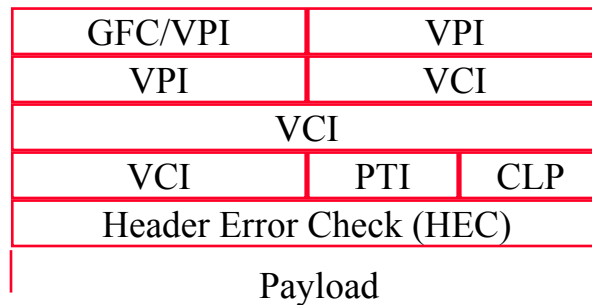 GFC/VPI VPI
VPI VCI
VCI
VCI PTI CLP
Header Error Check (HEC)
Payload